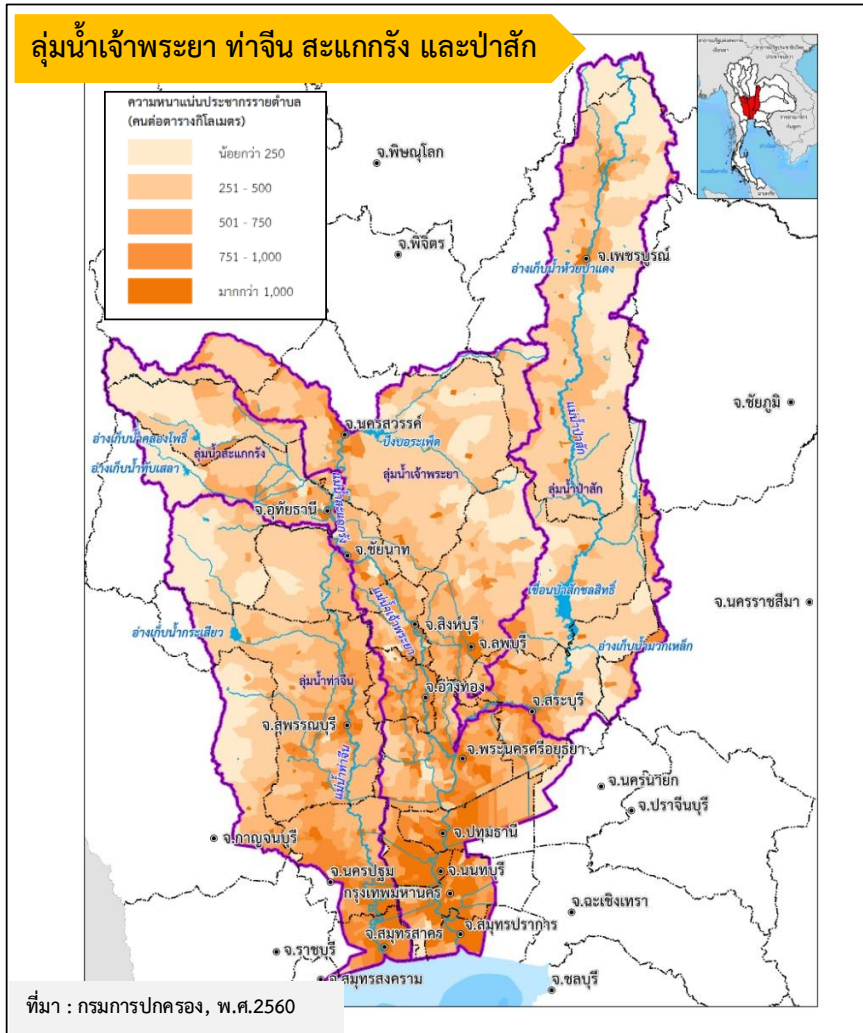 ลุ่มน้ำเจ้าพระยา ท่าจีน สะแกกรัง และป่าสัก
ความหนาแน่นประชากรรายตำบล
(คนต่อตารางกิโลเมตร)
น้อยกว่า 250
251 - 500
501 - 750
751 - 1,000
มากกว่า 1,000
จ.พิษณุโลก
จ.พิจิตร
จ.เพชรบูรณ์
อ่างเก็บน้ำห้วยป่าแดง
จ.ชัยภูมิ
แม่น้ำป่าสัก
จ.นครสวรรค์
บึงบอระเพ็ด
อ่างเก็บน้ำคลองโพธิ์
ลุ่มน้ำสะแกกรัง
อ่างเก็บน้ำทับเสลา
ลุ่มน้ำเจ้าพระยา
ลุ่มน้ำป่าสัก
แม่น้ำสะแกกรัง
จ.อุทัยธานี
จ.ชัยนาท
เขื่อนป่าสักชลสิทธิ์
จ.นครราชสีมา
แม่น้ำเจ้าพระยา
จ.สิงห์บุรี
อ่างเก็บน้ำกระเสียว
จ.ลพบุรี
อ่างเก็บน้ำมวกเหล็ก
ลุ่มน้ำท่าจีน
จ.อ่างทอง
จ.สระบุรี
จ.สุพรรณบุรี
แม่น้ำท่าจีน
จ.พระนครศรีอยุธยา
จ.นครนายก
จ.ปราจีนบุรี
จ.กาญจนบุรี
จ.ปทุมธานี
จ.นครปฐม
จ.นนทบุรี
กรุงเทพมหานคร
จ.ฉะเชิงเทรา
จ.สมุทรสาคร
จ.สมุทรปราการ
จ.ราชบุรี
จ.สมุทรสงคราม
จ.ชลบุรี
ที่มา : กรมการปกครอง, พ.ศ.2560